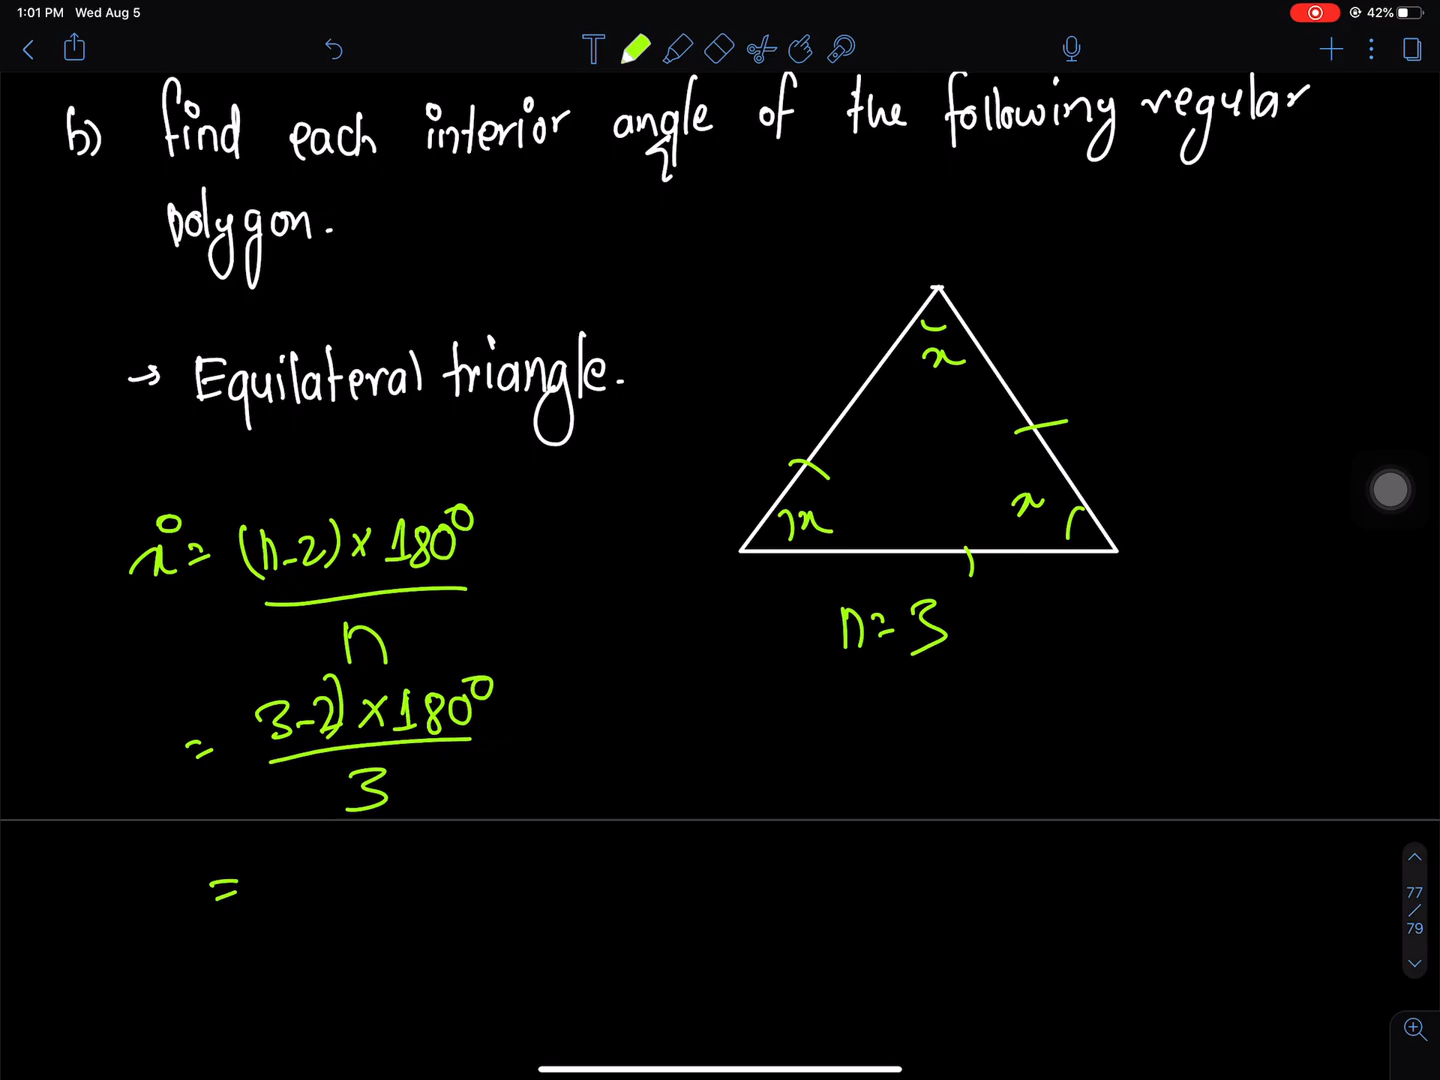 1:01 PM Wed Aug 5
42%
b) find each interior angle of the following regular
polygon.
→ Equilateral triangle.
x
x
x
n = 3
x° = (n-2) × 180°
n
= 3-2) × 180°
3
=
77
/
79